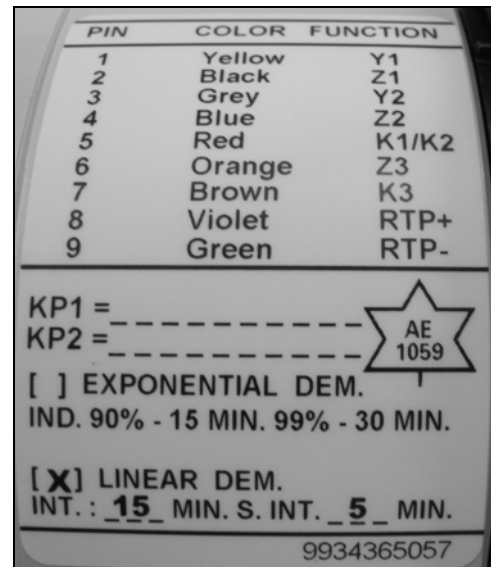 PIN COLOR FUNCTION
1 Yellow Y1
2 Black Z1
3 Grey Y2
4 Blue Z2
5 Red K1/K2
6 Orange Z3
7 Brown K3
8 Violet RTP+
9 Green RTP-
KP1 =_ _ _ _ _ _ _ _ _ _ _
KP2 =_ _ _ _ _ _ _ _ _ _ _
AE
1059
[ ] EXPONENTIAL DEM.
IND. 90% - 15 MIN. 99% - 30 MIN.
[X] LINEAR DEM.
INT. : _15_ MIN. S. INT. _5_ MIN.
9934365057